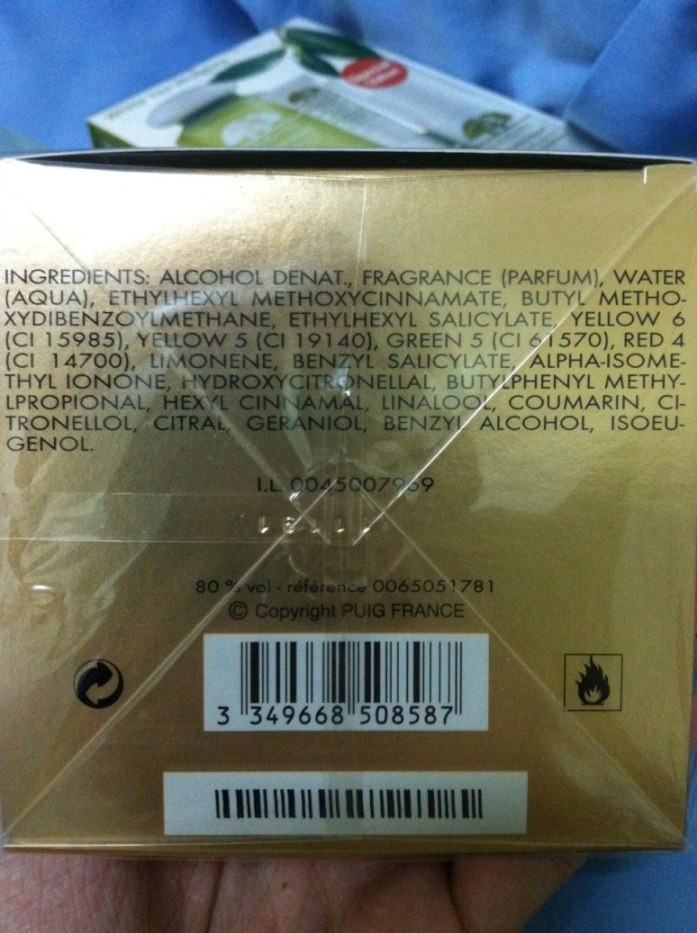 INGREDIENTS: ALCOHOL DENAT., FRAGRANCE (PARFUM), WATER
(AQUA), ETHYLHEXYL METHOXYCINNAMATE, BUTYL METHO-
XYDIBENZOYLMETHANE, ETHYLHEXYL SALICYLATE, YELLOW 6
(CI 15985), YELLOW 5 (CI 19140), GREEN 5 (CI 61570), RED 4
(CI 14700), LIMONENE, BENZYL SALICYLATE, ALPHA-ISOME-
THYL IONONE, HYDROXYCITRONELLAL, BUTYLPHENYL METHY-
LPROPIONAL, HEXYL CINNAMAL, LINALOOL, COUMARIN, CI-
TRONELLOL, CITRAL, GERANIOL, BENZYL ALCOHOL, ISOEU-
GENOL.
I.L. 0045007969
80 % vol - référence 0065051781
© Copyright PUIG FRANCE
3 349668 508587